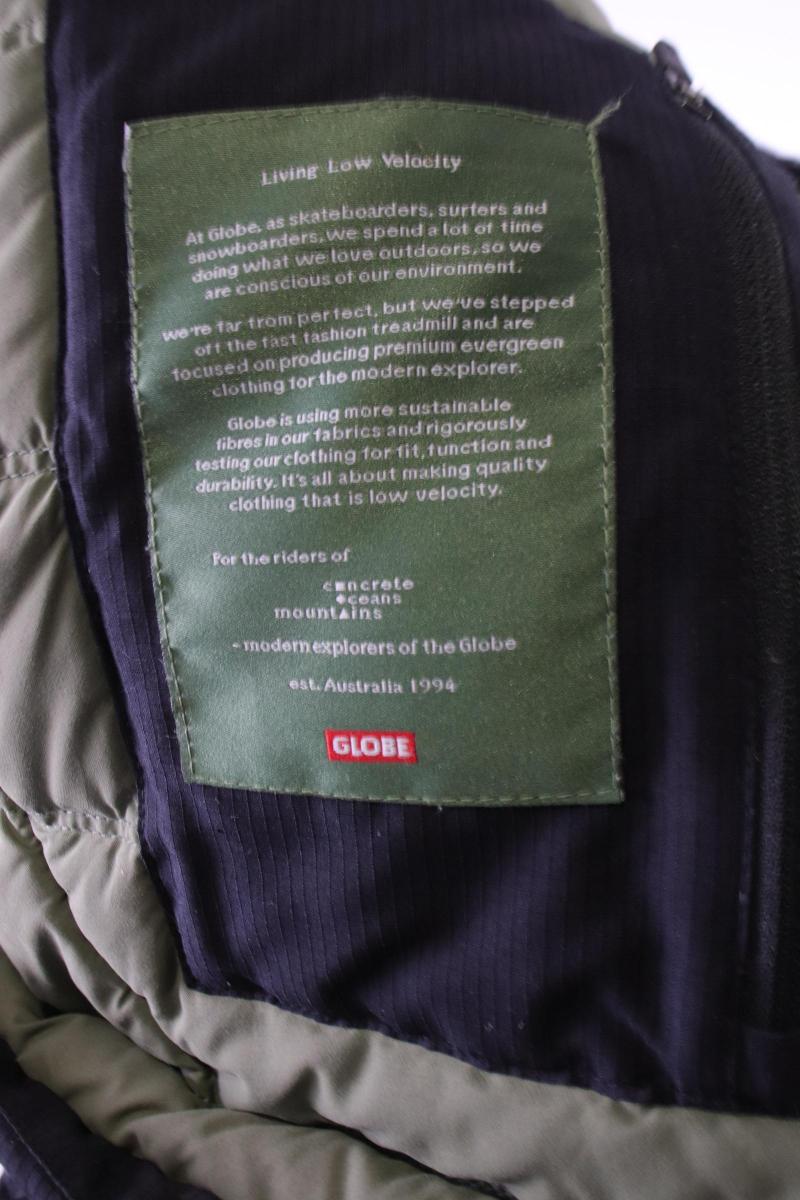 Living Low Velocity
At Globe, as skateboarders, surfers and
snowboarders, we spend a lot of time
doing what we love outdoors, so we
are conscious of our environment.
we're far from perfect, but we've stepped
off the fast fashion treadmill and are
focused on producing premium evergreen
clothing for the modern explorer.
Globe is using more sustainable
fibres in our fabrics and rigorously
testing our clothing for fit, function and
durability. It's all about making quality
clothing that is low velocity.
For the riders of
c■ncrete
◆ceans
mount▲ins
- modern explorers of the Globe
est. Australia 1994
GLOBE